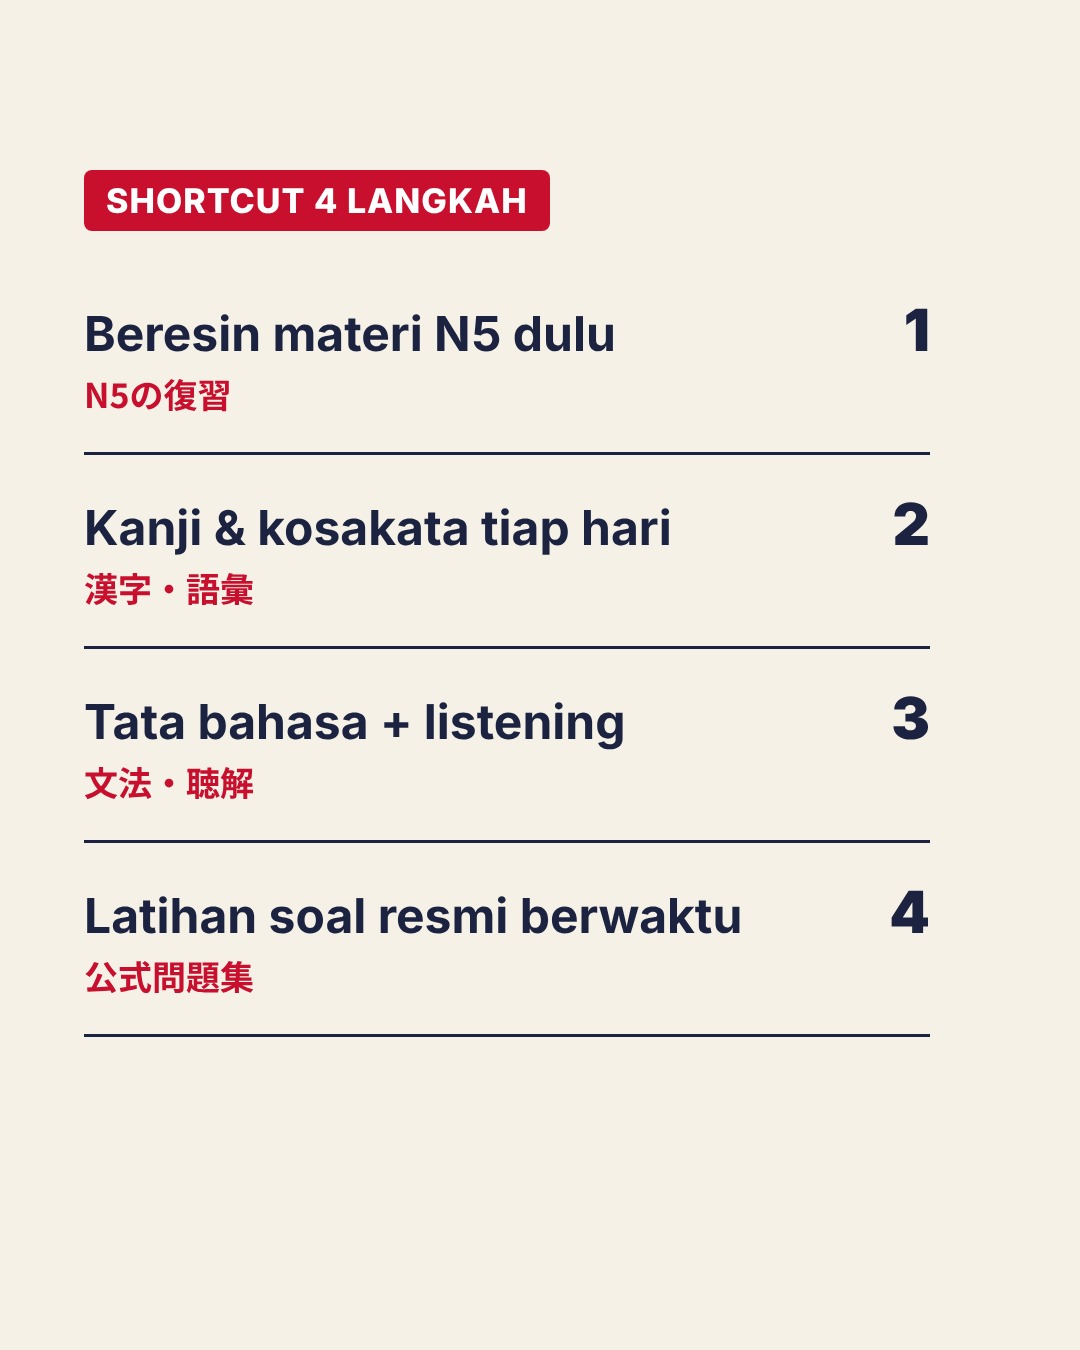 SHORTCUT 4 LANGKAH
Beresin materi N5 dulu 1
N5の復習
Kanji & kosakata tiap hari 2
漢字・語彙
Tata bahasa + listening 3
文法・聴解
Latihan soal resmi berwaktu 4
公式問題集